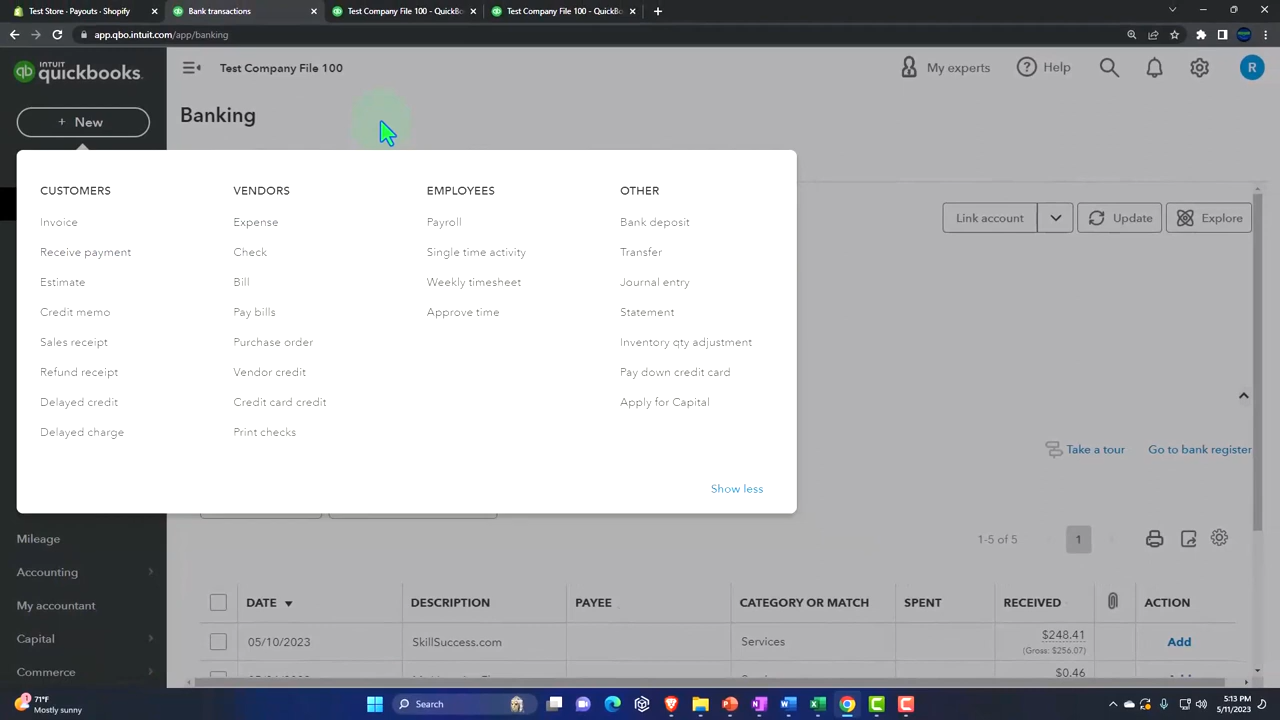 Test Store - Payouts - Shopify
Banking
Test Company File 100 - QuickBo
Test Company File 100 - QuickBo
app.qbo.intuit.com/app/banking
INTUIT
quickbooks.
Test Company File 100
My experts
Help
R
+ New
Banking
CUSTOMERS
Invoice
Receive payment
Estimate
Credit memo
Sales receipt
Refund receipt
Delayed credit
Delayed charge
VENDORS
Expense
Check
Bill
Pay bills
Purchase order
Vendor credit
Credit card credit
Print checks
EMPLOYEES
Payroll
Single time activity
Weekly timesheet
Approve time
OTHER
Bank deposit
Transfer
Journal entry
Statement
Inventory qty adjustment
Pay down credit card
Apply for Capital
Show less
Link account
Update
Explore
Take a tour
Go to bank register
Mileage
Accounting
My accountant
Capital
Commerce
1-5 of 5
1
DATE
DESCRIPTION
PAYEE
CATEGORY OR MATCH
SPENT
RECEIVED
ACTION
05/10/2023
SkillSuccess.com
Services
$248.41
(Gross: $256.07)
Add
$0.46
71°F
Mostly sunny
Search
5:13 PM
5/11/2023